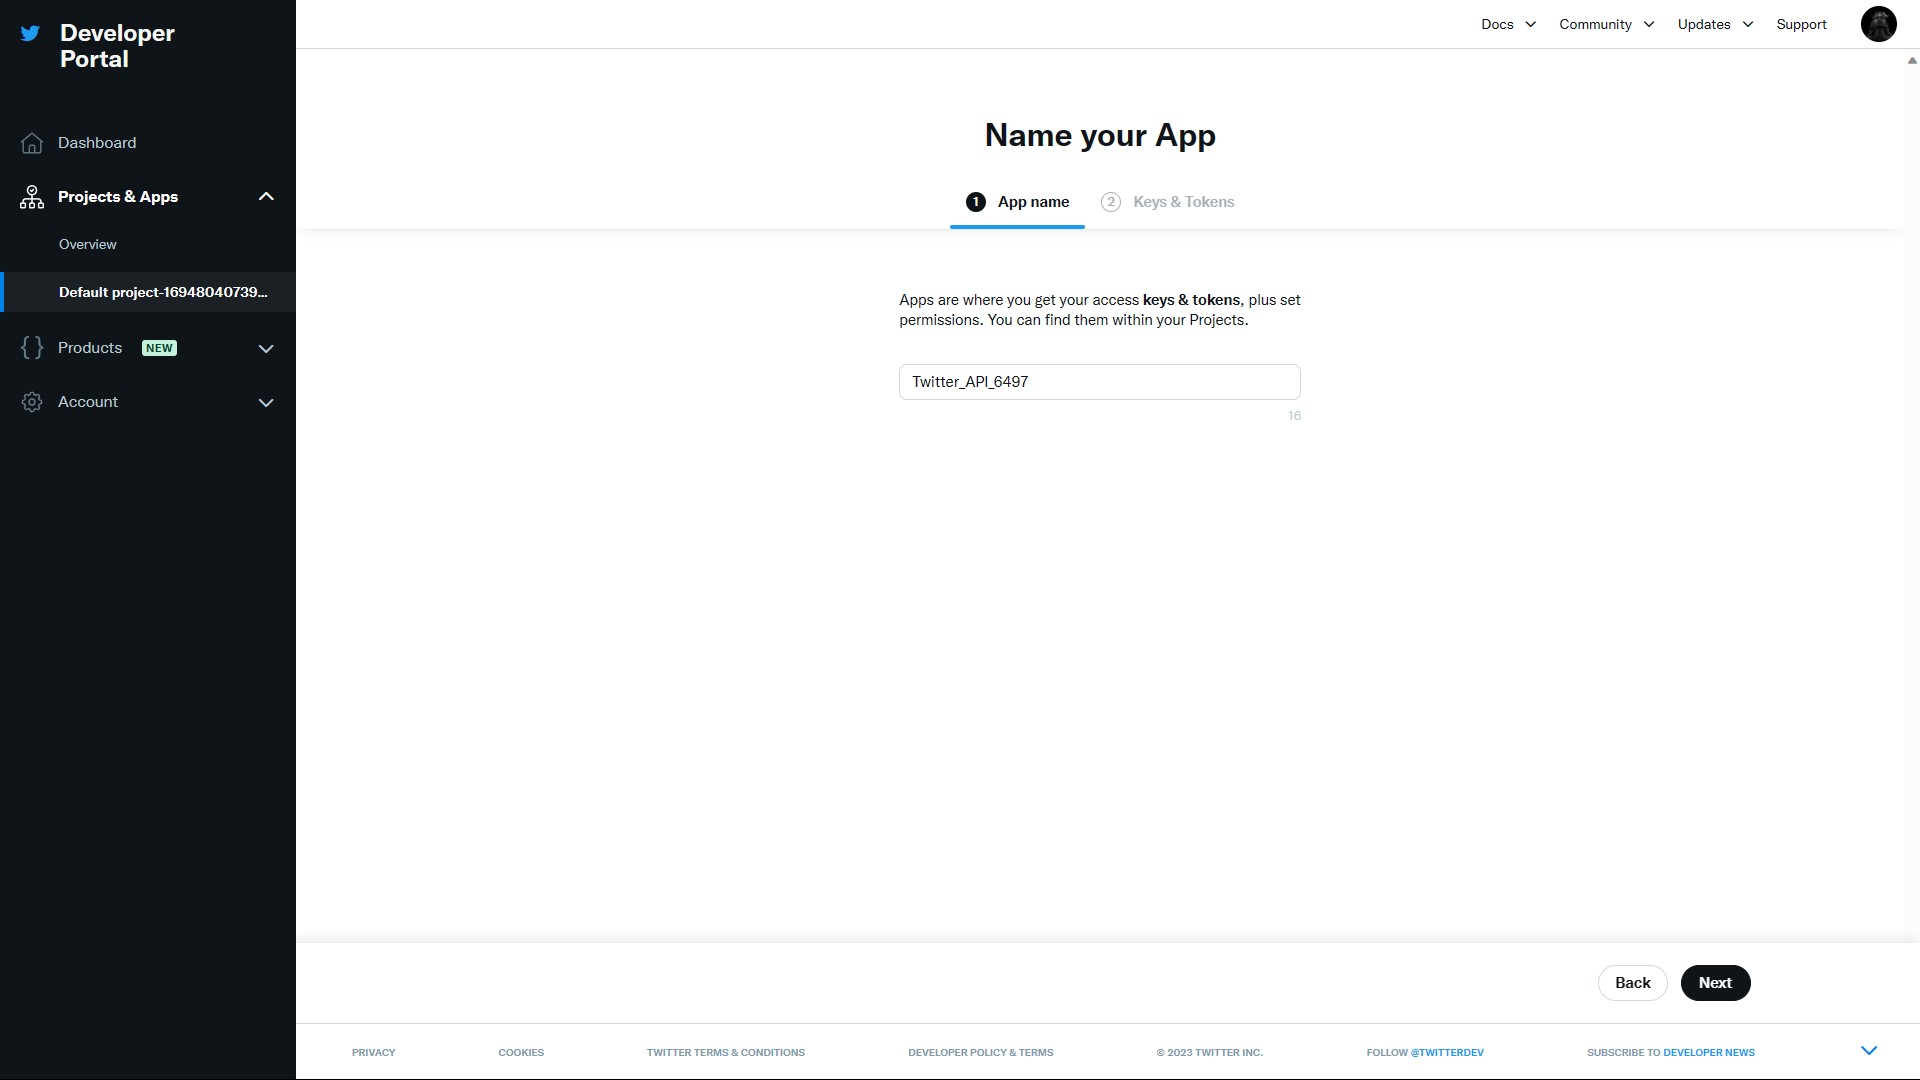 Developer
Portal
Docs
Community
Updates
Support
Dashboard
Projects & Apps
Overview
Default project-16948040739...
Products NEW
Account
Name your App
1 App name
2 Keys & Tokens
Apps are where you get your access keys & tokens, plus set
permissions. You can find them within your Projects.
Twitter_API_6497
16
Back
Next
PRIVACY
COOKIES
TWITTER TERMS & CONDITIONS
DEVELOPER POLICY & TERMS
© 2023 TWITTER INC.
FOLLOW @TWITTERDEV
SUBSCRIBE TO DEVELOPER NEWS